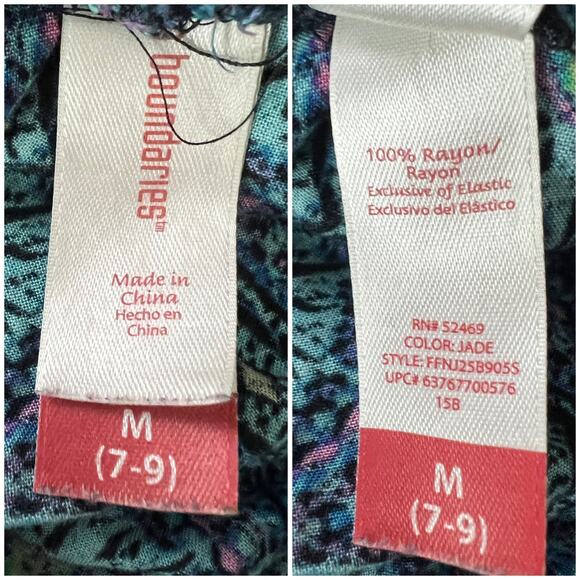 boundaries™
Made in
China
Hecho en
China
M
(7-9)
100% Rayon/
Rayon
Exclusive of Elastic
Exclusivo del Elástico
RN# 52469
COLOR: JADE
STYLE: FFNJ25B905S
UPC# 63767700576
15B
M
(7-9)